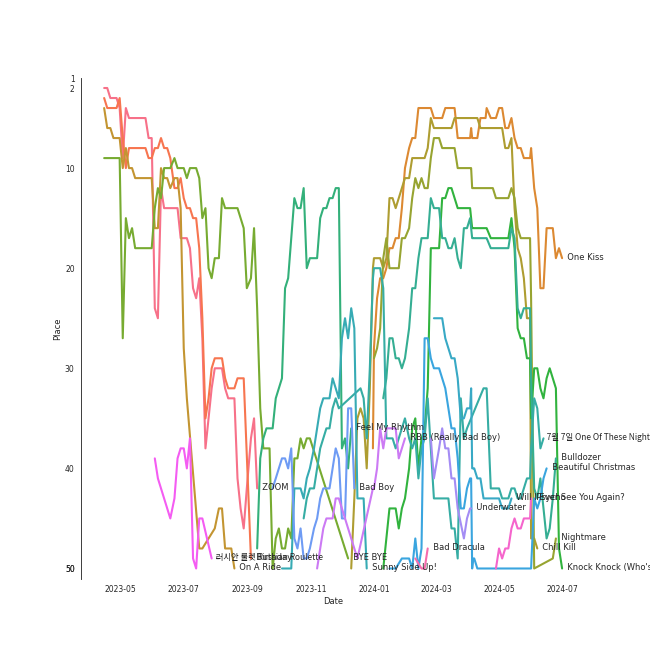 1
2
10
20
30
40
50
Place
One Kiss
Feel My Rhythm
RBB (Really Bad Boy)
7월 7일 One Of These Nights
Bulldozer
Beautiful Christmas
ZOOM
Bad Boy
Will I Ever See You Again?
Underwater
Nightmare
Bad Dracula
Chill Kill
러시안 룰렛 Russian Roulette
Birthday
BYE BYE
On A Ride
Sunny Side Up!
Knock Knock (Who's
2023-05
2023-07
2023-09
2023-11
2024-01
2024-03
2024-05
2024-07
Date